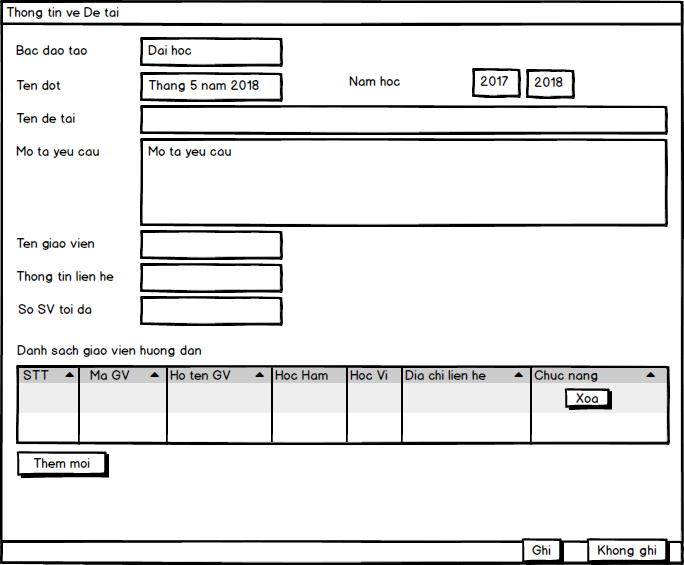 Thong tin ve De tai
Bac dao tao Dai hoc
Ten dot Thang 5 nam 2018 Nam hoc 2017 2018
Ten de tai
Mo ta yeu cau Mo ta yeu cau
Ten giao vien
Thong tin lien he
So SV toi da
Danh sach giao vien huong dan
STT Ma GV Ho ten GV Hoc Ham Hoc Vi Dia chi lien he Chuc nang
Xoa
Them moi
Ghi Khong ghi